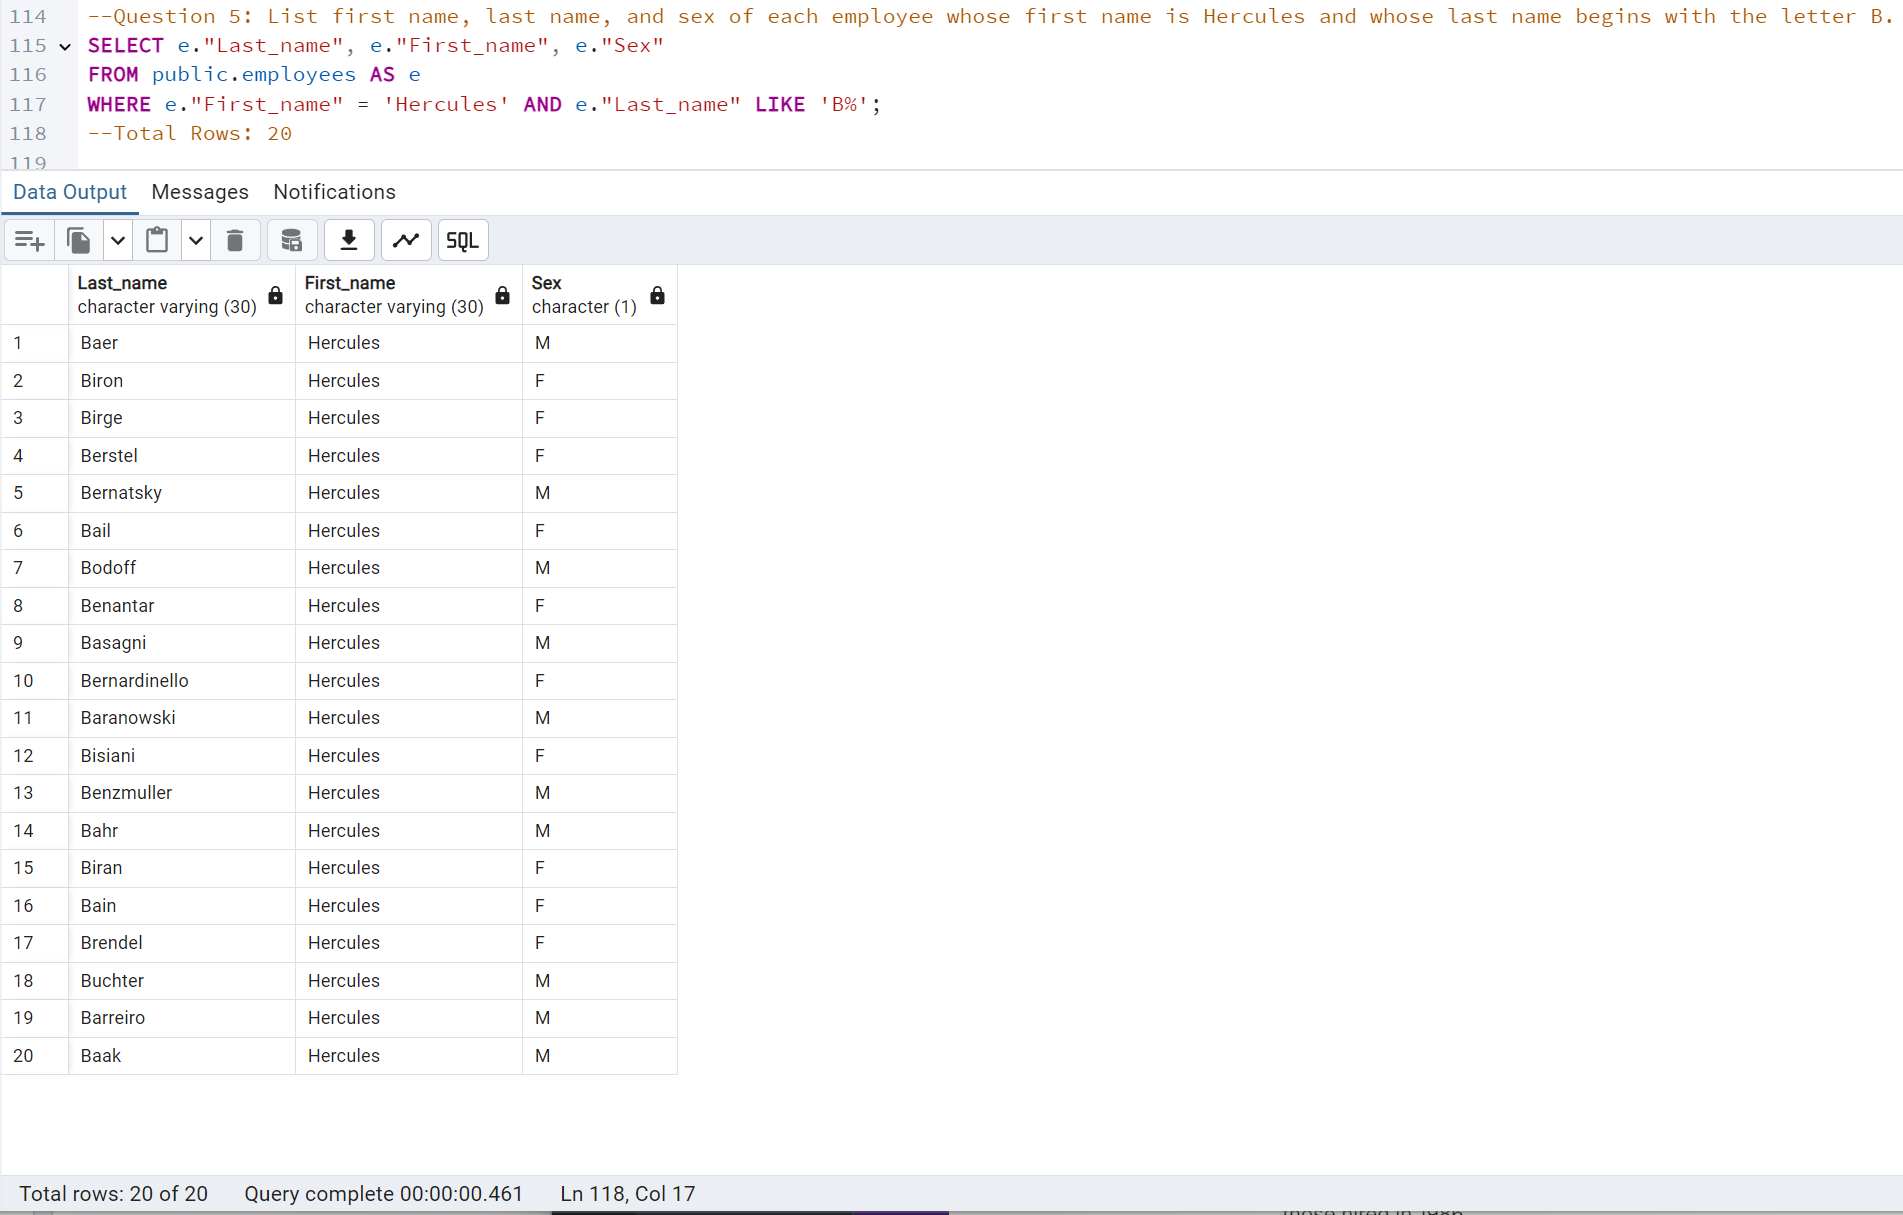 114 --Question 5: List first name, last name, and sex of each employee whose first name is Hercules and whose last name begins with the letter B.
115 SELECT e."Last_name", e."First_name", e."Sex"
116 FROM public.employees AS e
117 WHERE e."First_name" = 'Hercules' AND e."Last_name" LIKE 'B%';
118 --Total Rows: 20
119
Data Output Messages Notifications
SQL
Last_name First_name Sex
character varying (30) character varying (30) character (1)
1 Baer Hercules M
2 Biron Hercules F
3 Birge Hercules F
4 Berstel Hercules F
5 Bernatsky Hercules M
6 Bail Hercules F
7 Bodoff Hercules M
8 Benantar Hercules F
9 Basagni Hercules M
10 Bernardinello Hercules F
11 Baranowski Hercules M
12 Bisiani Hercules F
13 Benzmuller Hercules M
14 Bahr Hercules M
15 Biran Hercules F
16 Bain Hercules F
17 Brendel Hercules F
18 Buchter Hercules M
19 Barreiro Hercules M
20 Baak Hercules M
Total rows: 20 of 20 Query complete 00:00:00.461 Ln 118, Col 17